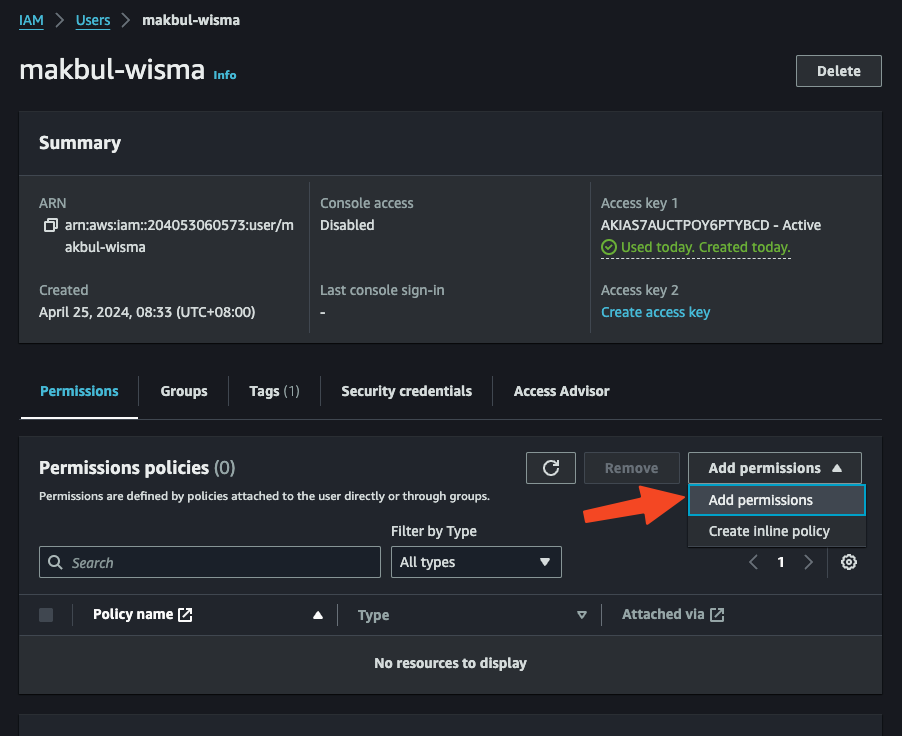 IAM > Users > makbul-wisma
makbul-wisma Info
Delete
Summary
ARN
arn:aws:iam::204053060573:user/m
akbul-wisma
Console access
Disabled
Access key 1
AKIAS7AUCTPOY6PTYBCD - Active
Used today. Created today.
Created
April 25, 2024, 08:33 (UTC+08:00)
Last console sign-in
-
Access key 2
Create access key
Permissions
Groups
Tags (1)
Security credentials
Access Advisor
Permissions policies (0)
Remove
Add permissions
Permissions are defined by policies attached to the user directly or through groups.
Add permissions
Create inline policy
Filter by Type
Search
All types
1
Policy name
Type
Attached via
No resources to display